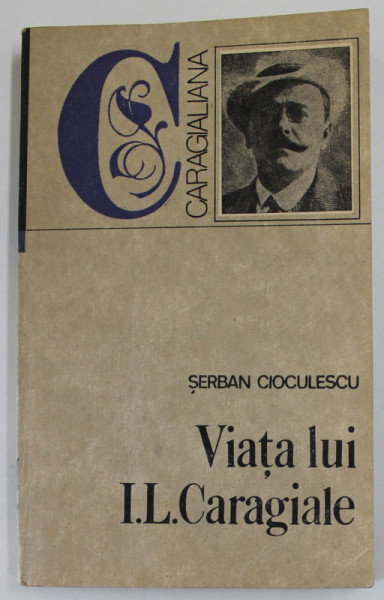 C
CARAGIALIANA
ȘERBAN CIOCULESCU
Viața lui
I.L.Caragiale